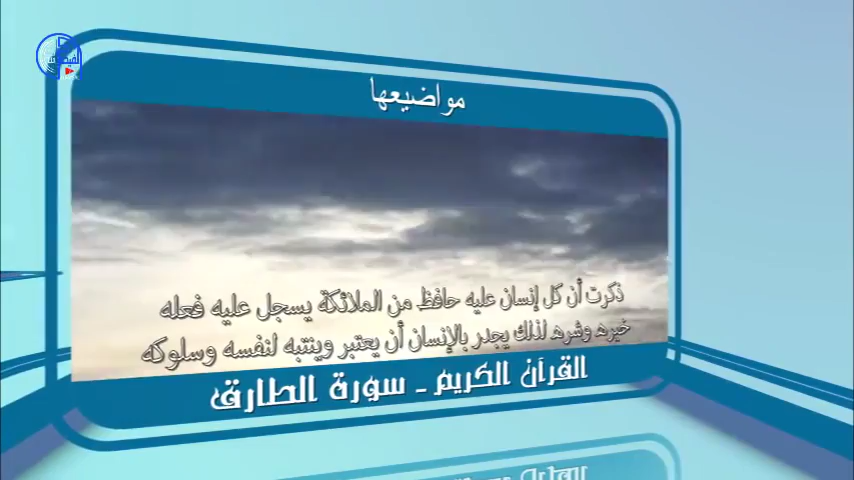 مواضيعها
ذكرت أن كل إنسان عليه حافظ من الملائكة يسجل عليه فعله
خيره وشره لذلك يجدر بالإنسان أن يعتبر وينتبه لنفسه وسلوكه
القرآن الكريم - سورة الطارق